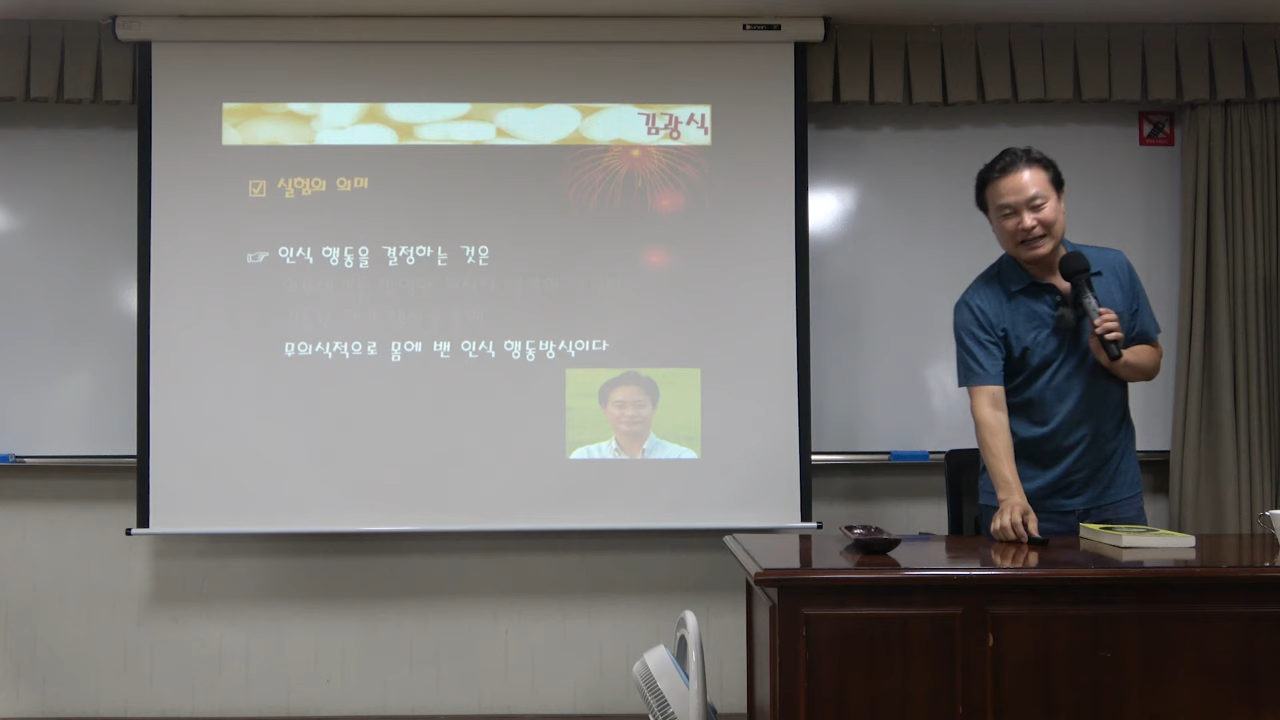 김광식
☑ 실험의 의미
☞ 인식 행동을 결정하는 것은
무의식적으로 몸에 밴 인식 행동방식이다